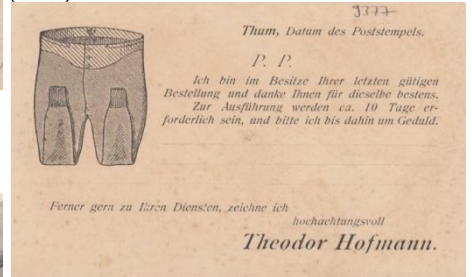 9377
Thum, Datum des Poststempels.
P. P.
Ich bin im Besitze Ihrer letzten gütigen
Bestellung und danke Ihnen für dieselbe bestens.
Zur Ausführung werden ca. 10 Tage er-
forderlich sein, und bitte ich bis dahin um Geduld.
Ferner gern zu Ihren Diensten, zeichne ich
hochachtungsvoll
Theodor Hofmann.